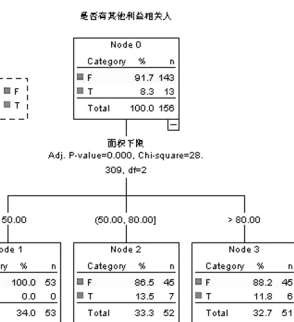 是否有其他利益相关人
Node 0
Category % n
F 91.7 143
T 8.3 13
Total 100.0 156
F
T
面积下限
Adj. P-value=0.000, Chi-square=28.
309, df=2
50.00
(50.00, 80.00]
> 80.00
de 1
ry % n
100.0 53
0.0 0
34.0 53
Node 2
Category % n
F 86.5 45
T 13.5 7
Total 33.3 52
Node 3
Category % n
F 88.2 45
T 11.8 6
Total 32.7 51